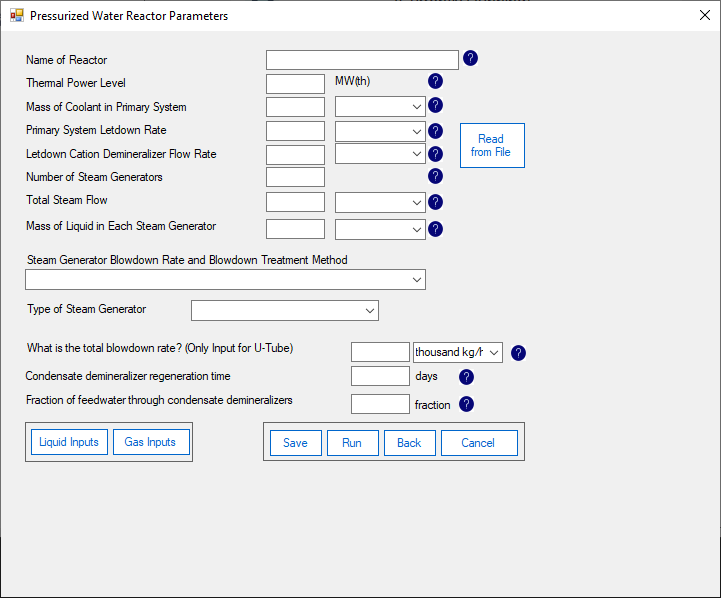 Pressurized Water Reactor Parameters
Name of Reactor ?
Thermal Power Level MW(th) ?
Mass of Coolant in Primary System ?
Primary System Letdown Rate ?
Read
from File
Letdown Cation Demineralizer Flow Rate ?
Number of Steam Generators ?
Total Steam Flow ?
Mass of Liquid in Each Steam Generator ?
Steam Generator Blowdown Rate and Blowdown Treatment Method
Type of Steam Generator
What is the total blowdown rate? (Only Input for U-Tube) thousand kg/h ?
Condensate demineralizer regeneration time days ?
Fraction of feedwater through condensate demineralizers fraction ?
Liquid Inputs Gas Inputs Save Run Back Cancel